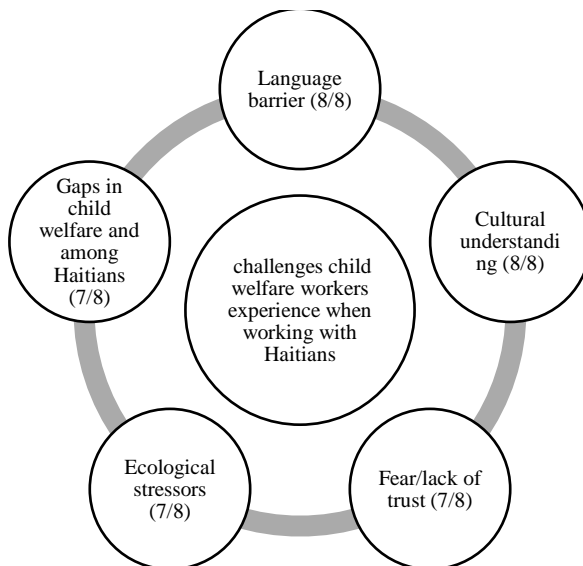 Language
barrier (8/8)
Cultural
understandi
ng (8/8)
Fear/lack of
trust (7/8)
Ecological
stressors
(7/8)
Gaps in
child
welfare and
among
Haitians
(7/8)
challenges child
welfare workers
experience when
working with
Haitians